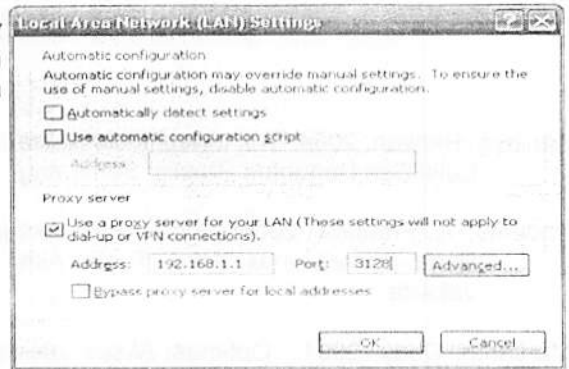 Local Area Network (LAN) Settings
Automatic configuration
Automatic configuration may override manual settings. To ensure the
use of manual settings, disable automatic configuration.
Automatically detect settings
Use automatic configuration script
Address
Proxy server
Use a proxy server for your LAN (These settings will not apply to
dial-up or VPN connections).
Address: 192.168.1.1 Port: 3128 Advanced...
Bypass proxy server for local addresses
OK Cancel